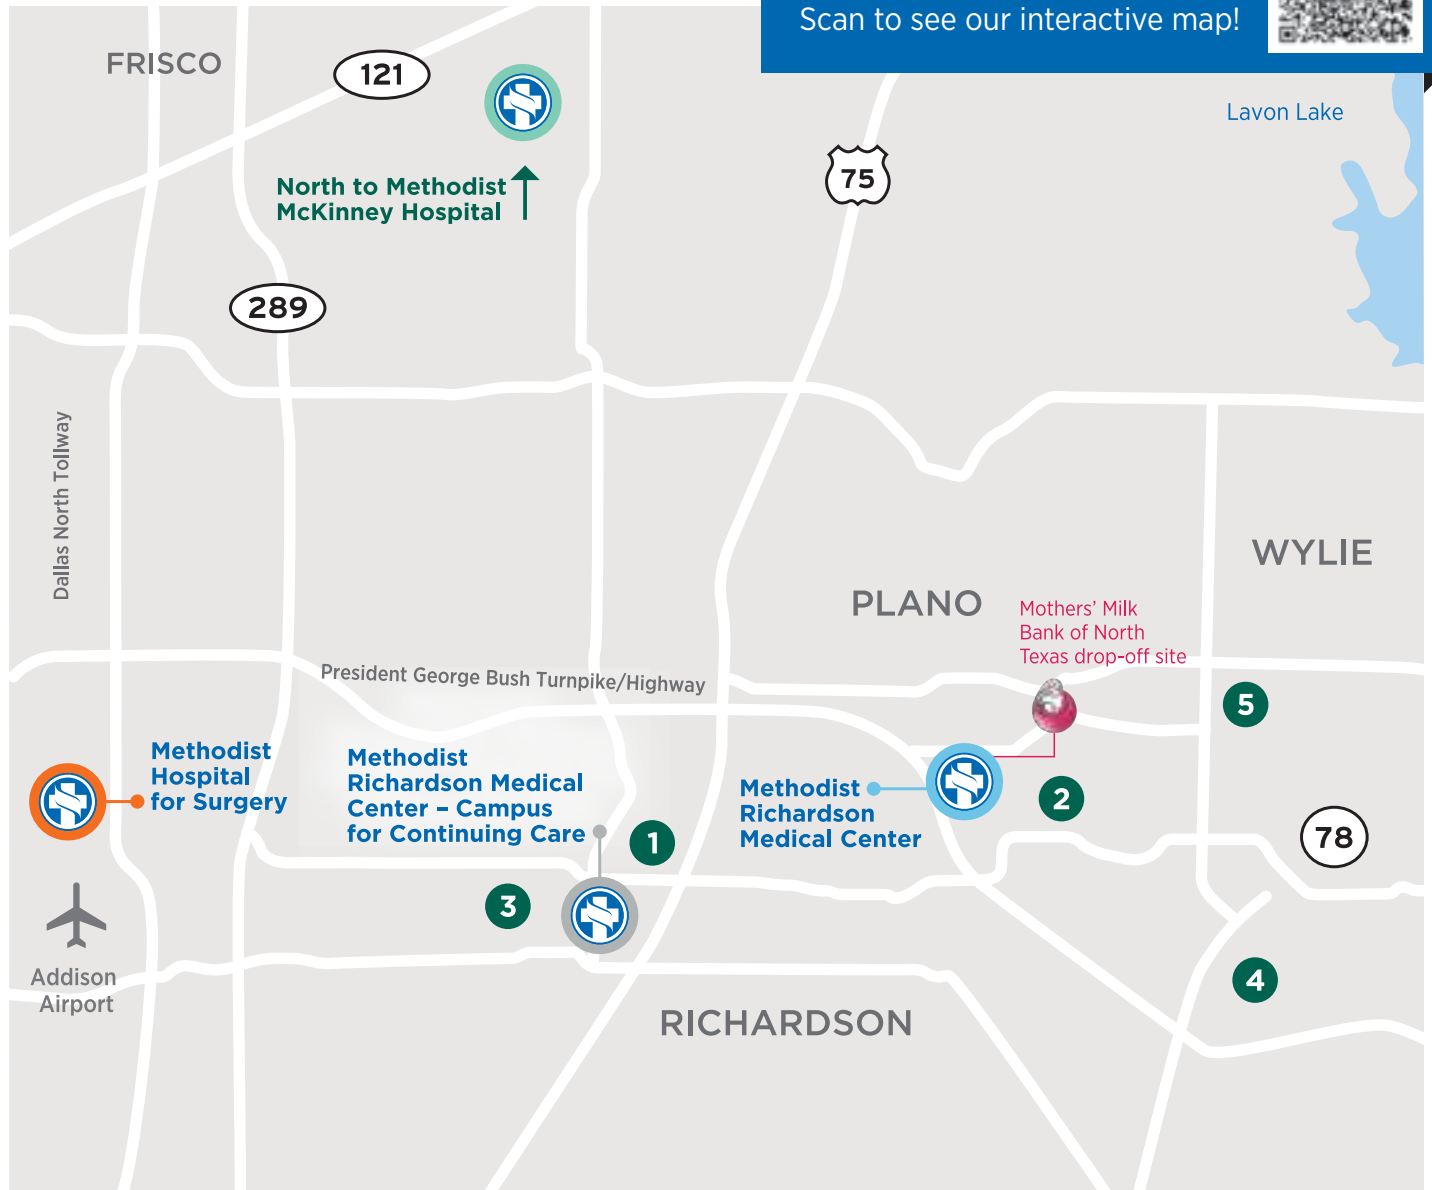 Scan to see our interactive map!
FRISCO
121
Lavon Lake
75
North to Methodist
McKinney Hospital
289
Dallas North Tollway
WYLIE
PLANO
Mothers’ Milk
Bank of North
Texas drop-off site
President George Bush Turnpike/Highway
5
Methodist
Hospital
for Surgery
Methodist
Richardson Medical
Center – Campus
for Continuing Care
Methodist
Richardson
Medical Center
2
1
78
3
Addison
Airport
4
RICHARDSON